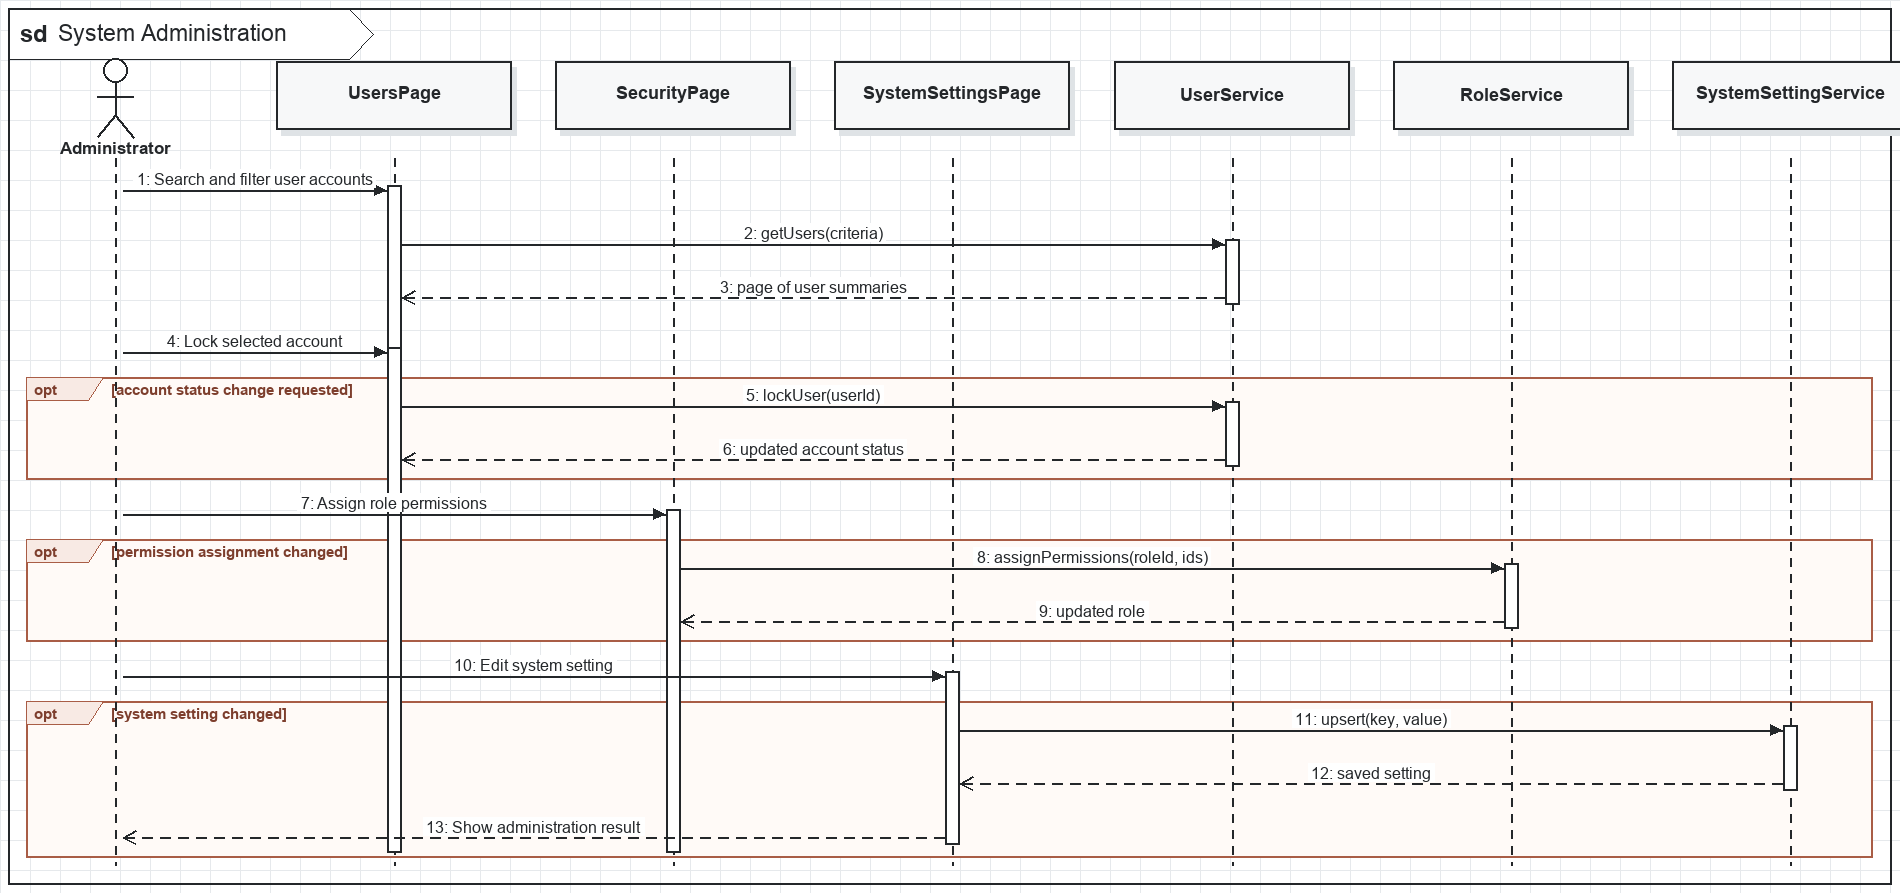 sd System Administration
Administrator
UsersPage
SecurityPage
SystemSettingsPage
UserService
RoleService
SystemSettingService
1: Search and filter user accounts
2: getUsers(criteria)
3: page of user summaries
4: Lock selected account
opt [account status change requested]
5: lockUser(userId)
6: updated account status
7: Assign role permissions
opt [permission assignment changed]
8: assignPermissions(roleId, ids)
9: updated role
10: Edit system setting
opt [system setting changed]
11: upsert(key, value)
12: saved setting
13: Show administration result